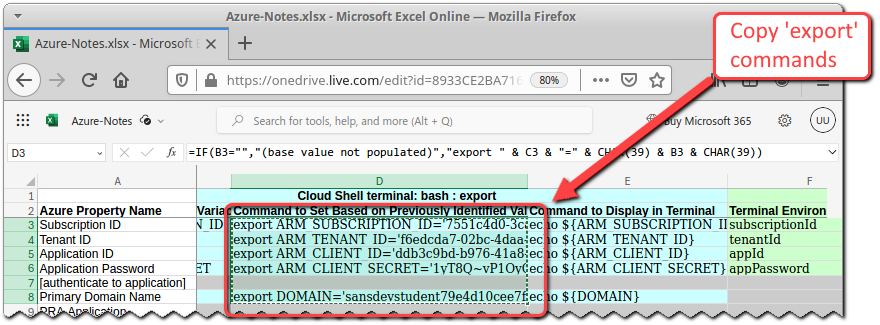 Azure-Notes.xlsx - Microsoft Excel Online — Mozilla Firefox
Copy 'export'
commands
Azure-Notes.xlsx - Microsoft E
https://onedrive.live.com/edit?id=8933CE2BA716
80%
Azure-Notes
Search for tools, help, and more (Alt + Q)
Buy Microsoft 365
UU
D3
fx
=IF(B3="","(base value not populated)","export " & C3 & "=" & CHAR(39) & B3 & CHAR(39))
A D E F
1 Cloud Shell terminal: bash : export
2 Azure Property Name Varia Command to Set Based on Previously Identified Val Command to Display in Terminal Terminal Environ
3 Subscription ID N_ID export ARM_SUBSCRIPTION_ID='7551c4d0-3c echo ${ARM_SUBSCRIPTION_II subscriptionId
4 Tenant ID export ARM_TENANT_ID='f6edcda7-02bc-4daa echo ${ARM_TENANT_ID} tenantId
5 Application ID export ARM_CLIENT_ID='ddb3c9bd-b976-41a8 echo ${ARM_CLIENT_ID} appId
6 Application Password ET export ARM_CLIENT_SECRET='1yT8Q~vP1Oy echo ${ARM_CLIENT_SECRET} appPassword
7 [authenticate to application]
8 Primary Domain Name export DOMAIN='sansdevstudent79e4d10cee7f echo ${DOMAIN}
9